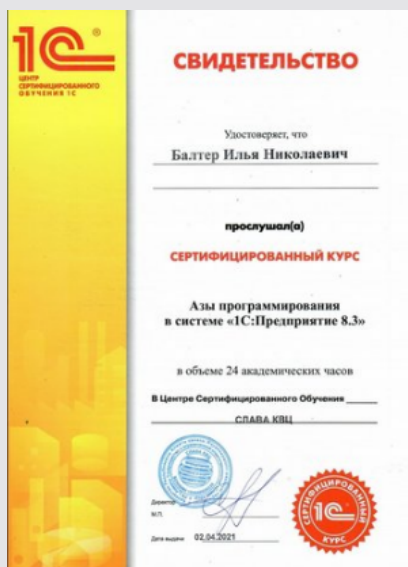 1С®
ЦЕНТР
СЕРТИФИЦИРОВАННОГО
ОБУЧЕНИЯ 1С
СВИДЕТЕЛЬСТВО
Удостоверяет, что
Балтер Илья Николаевич
прослушал(а)
СЕРТИФИЦИРОВАННЫЙ КУРС
Азы программирования
в системе «1С:Предприятие 8.3»
в объеме 24 академических часов
В Центре Сертифицированного Обучения
СЛАВА КВЦ
Директор
М.П.
Дата выдачи 02.04.2021
СЕРТИФИЦИРОВАННЫЙ
1С
КУРС